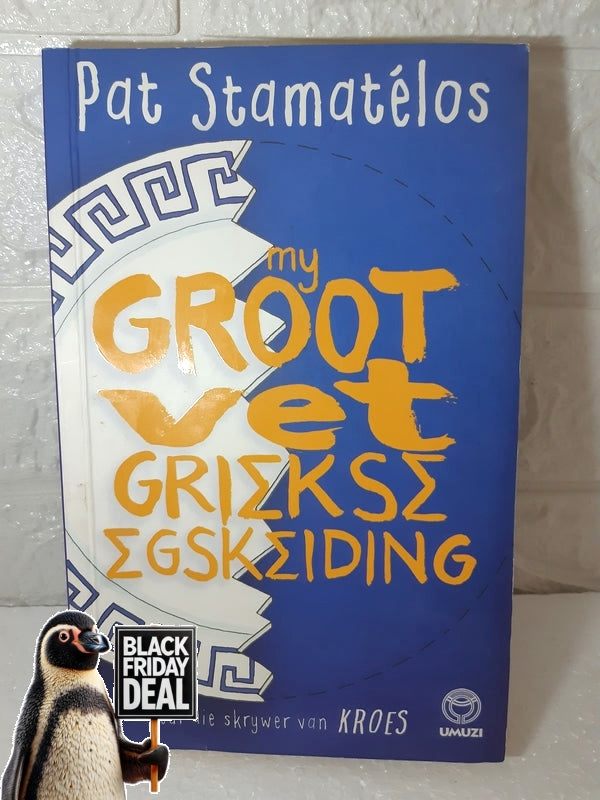 Pat Stamatélos
my
GROOT
vet
GRIΣKSΣ
ΣGSKΣIDING
die skrywer van KROES
UMUZI
BLACK
FRIDAY
DEAL